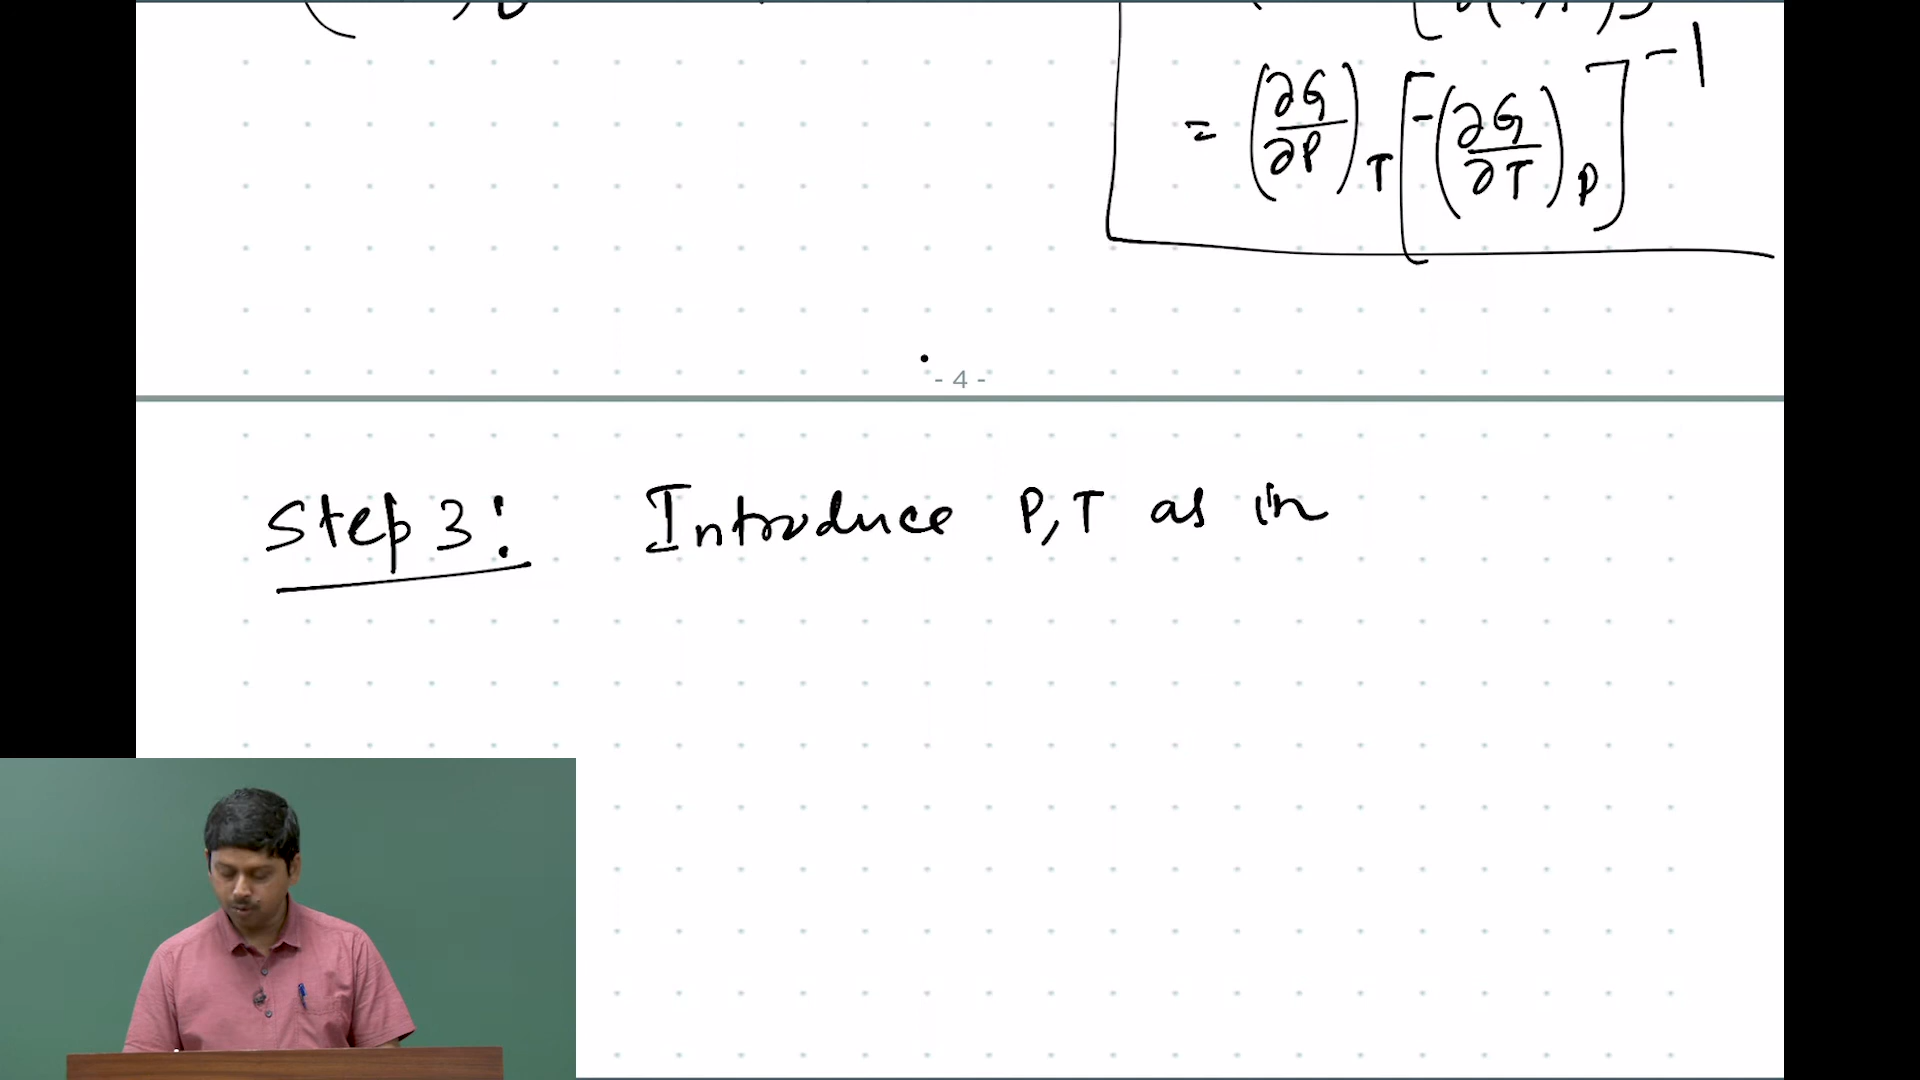 = (∂G/∂P)_T [-(∂G/∂T)_P]^-1
- 4 -
Step 3: Introduce P, T as in